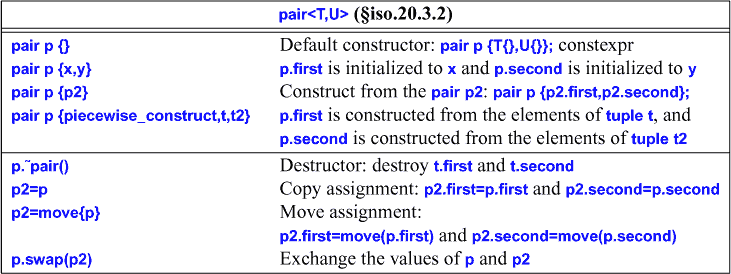 pair<T,U> (§iso.20.3.2)
pair p {} Default constructor: pair p {T{},U{}}; constexpr
pair p {x,y} p.first is initialized to x and p.second is initialized to y
pair p {p2} Construct from the pair p2: pair p {p2.first,p2.second};
pair p {piecewise_construct,t,t2} p.first is constructed from the elements of tuple t, and
p.second is constructed from the elements of tuple t2
p.~pair() Destructor: destroy t.first and t.second
p2=p Copy assignment: p2.first=p.first and p2.second=p.second
p2=move{p} Move assignment:
p2.first=move(p.first) and p2.second=move(p.second)
p.swap(p2) Exchange the values of p and p2